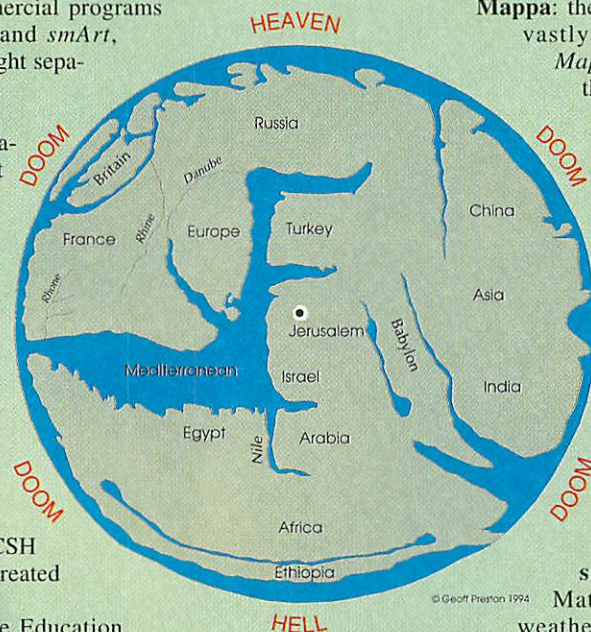 mercial programs
and smArt,
ght sepa-
a-
t
CSH
reated
e Education
Mappa: the
vastly
Map
th
s
Mat
weathe
HEAVEN
DOOM
DOOM
Russia
Britain
Danube
China
France
Rhine
Europe
Turkey
Rhone
Asia
Jerusalem
Babylon
Mediterranean
Israel
India
Egypt
Nile
Arabia
DOOM
DOOM
Africa
Ethiopia
© Geoff Preston 1994
HELL